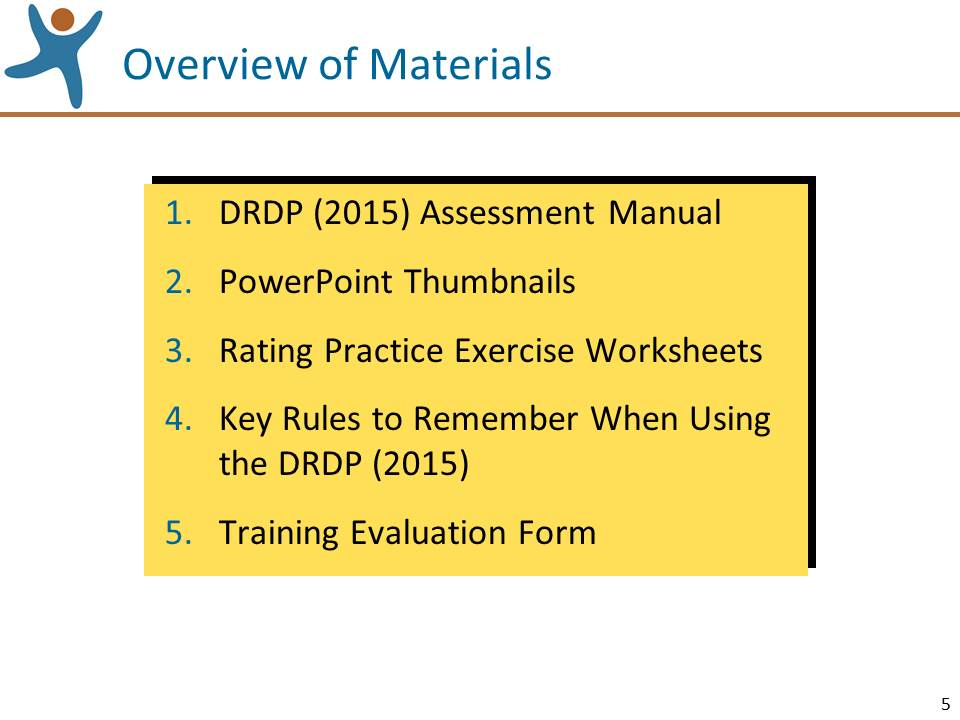 Overview of Materials
1. DRDP (2015) Assessment Manual
2. PowerPoint Thumbnails
3. Rating Practice Exercise Worksheets
4. Key Rules to Remember When Using
the DRDP (2015)
5. Training Evaluation Form
5